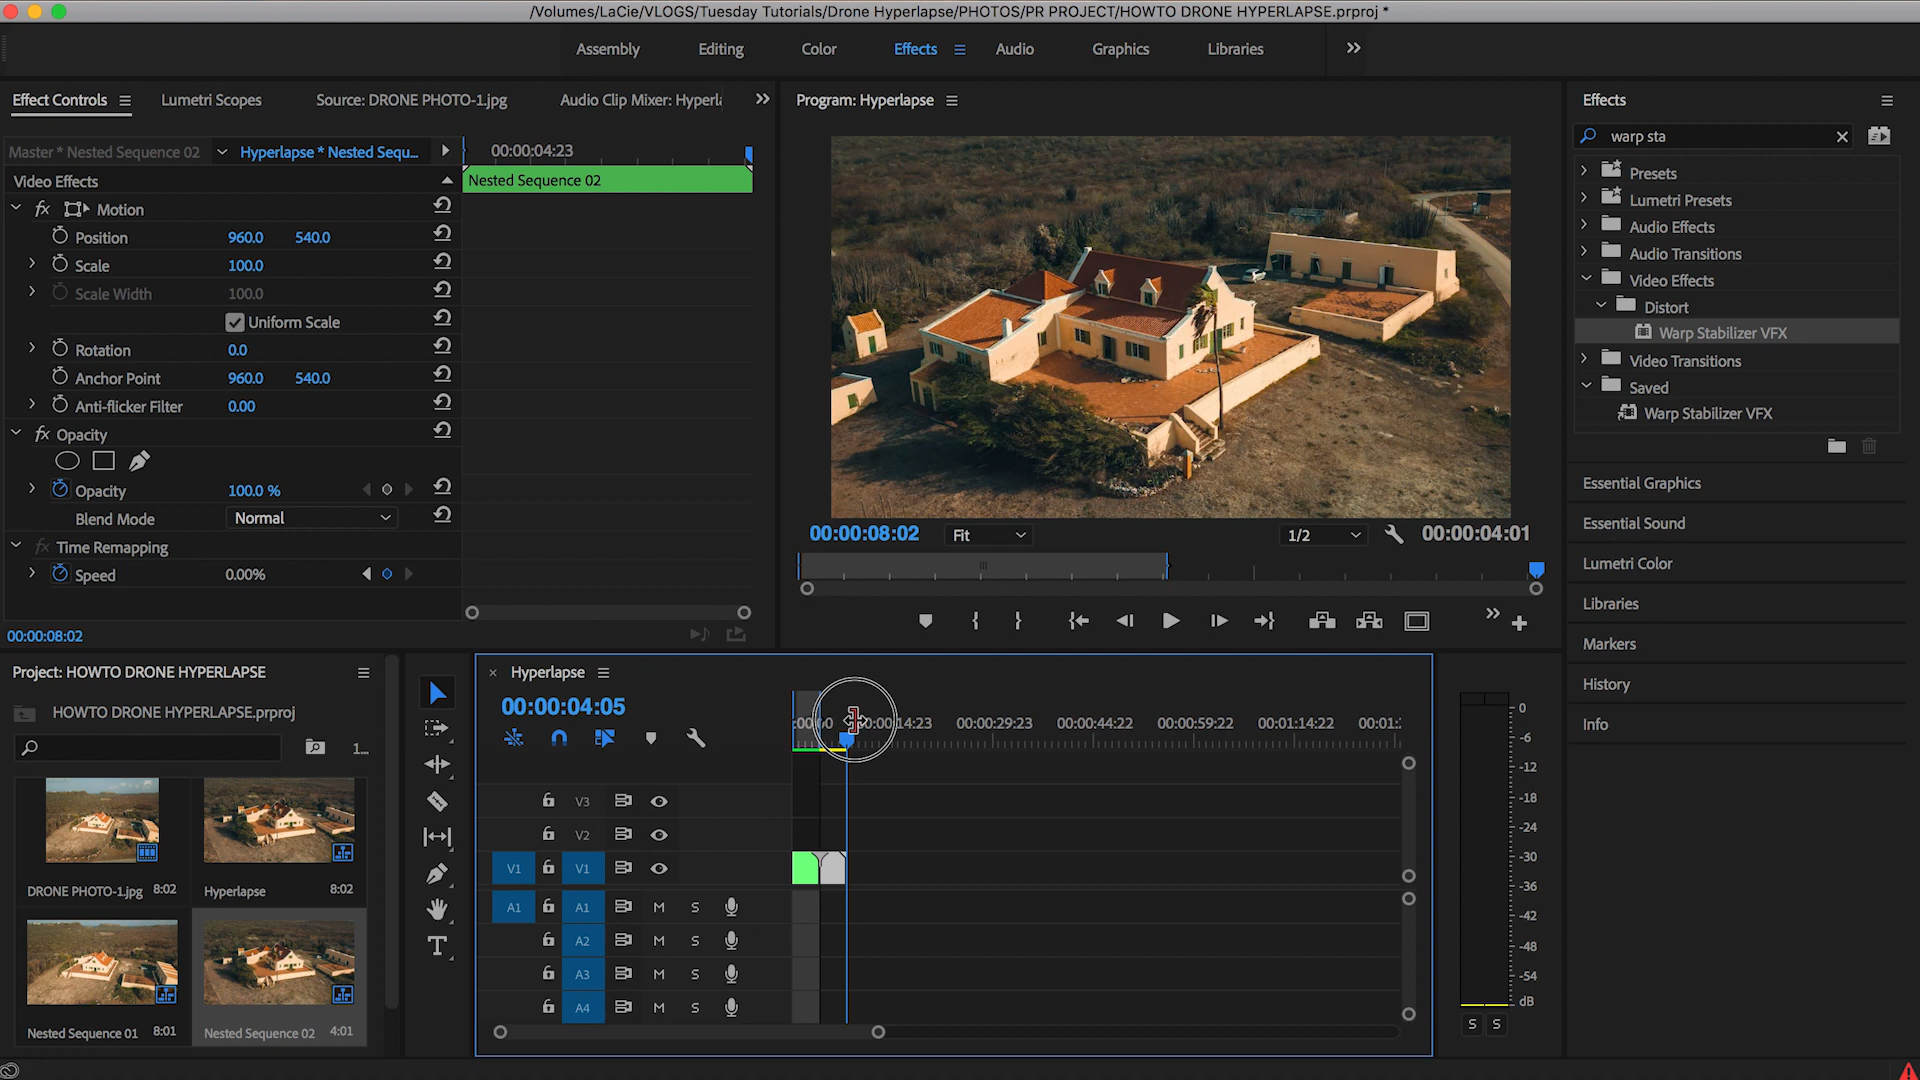 /Volumes/LaCie/VLOGS/Tuesday Tutorials/Drone Hyperlapse/PHOTOS/PR PROJECT/HOWTO DRONE HYPERLAPSE.prproj *
Assembly Editing Color Effects Audio Graphics Libraries
Effect Controls Lumetri Scopes Source: DRONE PHOTO-1.jpg Audio Clip Mixer: Hyperla
Master * Nested Sequence 02 Hyperlapse * Nested Sequ...
00:00:04:23
Video Effects
Nested Sequence 02
fx Motion
Position 960.0 540.0
Scale 100.0
Scale Width 100.0
Uniform Scale
Rotation 0.0
Anchor Point 960.0 540.0
Anti-flicker Filter 0.00
fx Opacity
Opacity 100.0 %
Blend Mode Normal
fx Time Remapping
Speed 0.00%
00:00:08:02
Program: Hyperlapse
00:00:08:02 Fit 1/2 00:00:04:01
Effects
warp sta
Presets
Lumetri Presets
Audio Effects
Audio Transitions
Video Effects
Distort
Warp Stabilizer VFX
Video Transitions
Saved
Warp Stabilizer VFX
Essential Graphics
Essential Sound
Lumetri Color
Libraries
Markers
History
Info
Project: HOWTO DRONE HYPERLAPSE
HOWTO DRONE HYPERLAPSE.prproj
1...
DRONE PHOTO-1.jpg 8:02
Hyperlapse 8:02
Nested Sequence 01 8:01
Nested Sequence 02 4:01
T
× Hyperlapse
00:00:04:05
:00:00 00:00:14:23 00:00:29:23 00:00:44:22 00:00:59:22 00:01:14:22 00:01:2
V3
V2
V1 V1
A1 A1 M S
A2 M S
A3 M S
A4 M S
0
-6
-12
-18
-24
-30
-36
-42
-48
-54
dB
S S